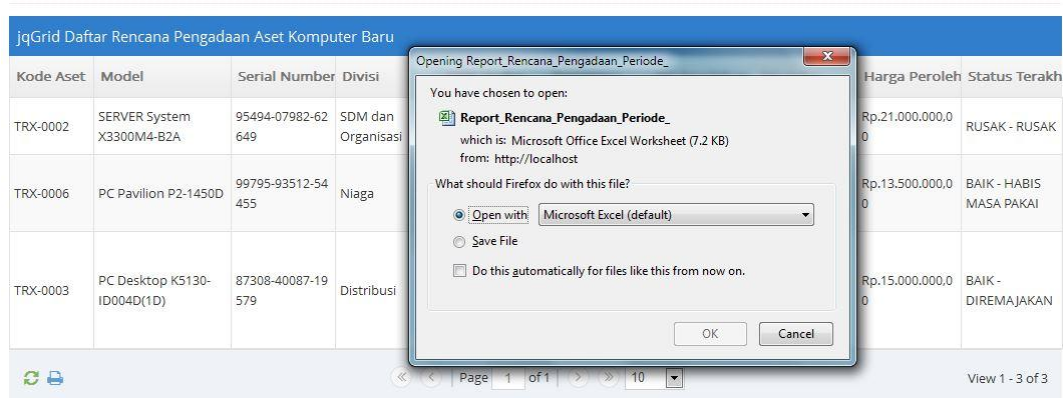 jqGrid Daftar Rencana Pengadaan Aset Komputer Baru
Kode Aset Model Serial Number Divisi Harga Peroleh Status Terakh
TRX-0002 SERVER System X3300M4-B2A 95494-07982-62 649 SDM dan Organisasi Rp.21.000.000,0 0 RUSAK - RUSAK
TRX-0006 PC Pavilion P2-1450D 99795-93512-54 455 Niaga Rp.13.500.000,0 0 BAIK - HABIS MASA PAKAI
TRX-0003 PC Desktop K5130-ID004D(1D) 87308-40087-19 579 Distribusi Rp.15.000.000,0 0 BAIK - DIREMAJAKAN
Page 1 of 1 10 View 1 - 3 of 3
Opening Report_Rencana_Pengadaan_Periode_
You have chosen to open:
Report_Rencana_Pengadaan_Periode_
which is: Microsoft Office Excel Worksheet (7.2 KB)
from: http://localhost
What should Firefox do with this file?
Open with Microsoft Excel (default)
Save File
Do this automatically for files like this from now on.
OK Cancel